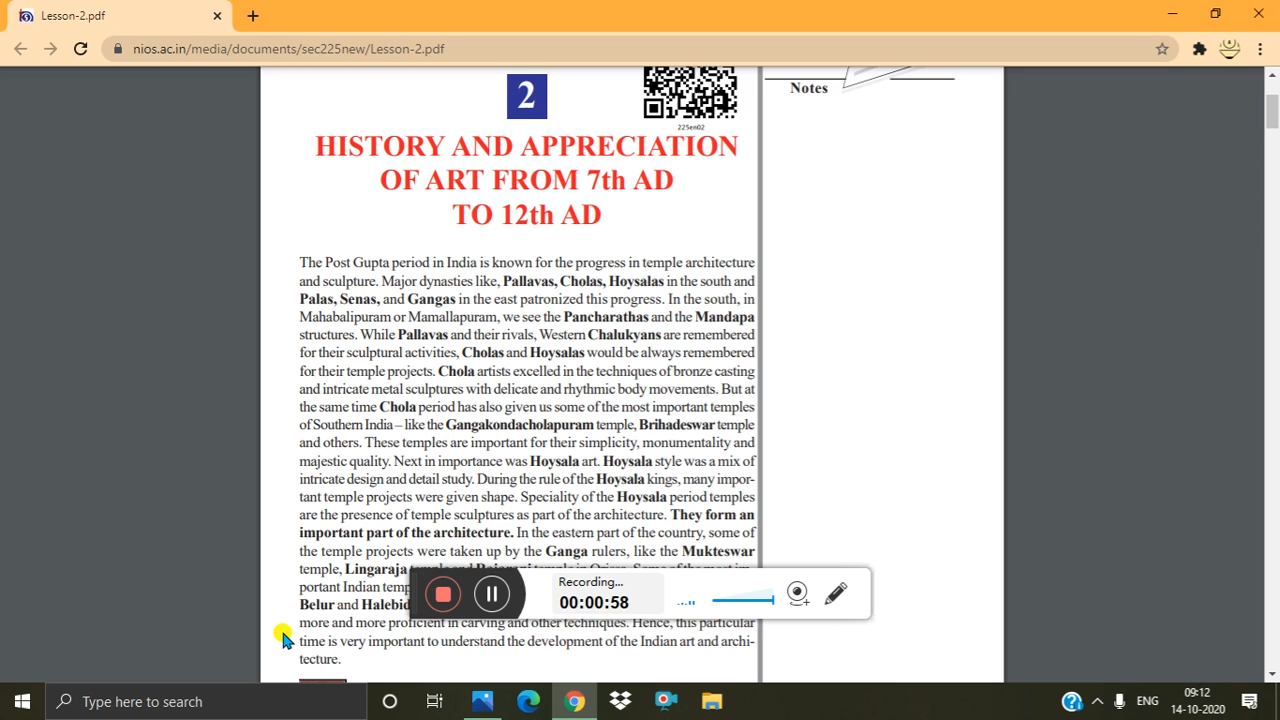 Lesson-2.pdf
nios.ac.in/media/documents/sec225new/Lesson-2.pdf
2
225en02
Notes
HISTORY AND APPRECIATION
OF ART FROM 7th AD
TO 12th AD
The Post Gupta period in India is known for the progress in temple architecture
and sculpture. Major dynasties like, Pallavas, Cholas, Hoysalas in the south and
Palas, Senas, and Gangas in the east patronized this progress. In the south, in
Mahabalipuram or Mamallapuram, we see the Pancharathas and the Mandapa
structures. While Pallavas and their rivals, Western Chalukyans are remembered
for their sculptural activities, Cholas and Hoysalas would be always remembered
for their temple projects. Chola artists excelled in the techniques of bronze casting
and intricate metal sculptures with delicate and rhythmic body movements. But at
the same time Chola period has also given us some of the most important temples
of Southern India – like the Gangakondacholapuram temple, Brihadeswar temple
and others. These temples are important for their simplicity, monumentality and
majestic quality. Next in importance was Hoysala art. Hoysala style was a mix of
intricate design and detail study. During the rule of the Hoysala kings, many impor-
tant temple projects were given shape. Speciality of the Hoysala period temples
are the presence of temple sculptures as part of the architecture. They form an
important part of the architecture. In the eastern part of the country, some of
the temple projects were taken up by the Ganga rulers, like the Mukteswar
temple, Lingaraja
portant Indian temp
Belur and Halebid
more and more proficient in carving and other techniques. Hence, this particular
time is very important to understand the development of the Indian art and archi-
tecture.
Recording...
00:00:58
Type here to search
ENG
09:12
14-10-2020